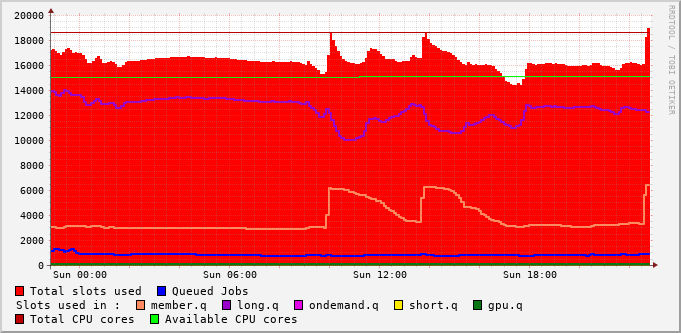 20000
18000
16000
14000
12000
10000
8000
6000
4000
2000
0
Sun 00:00 Sun 06:00 Sun 12:00 Sun 18:00
RRDTOOL / TOBI OETIKER
Total slots used Queued Jobs
Slots used in : member.q long.q ondemand.q short.q gpu.q
Total CPU cores Available CPU cores